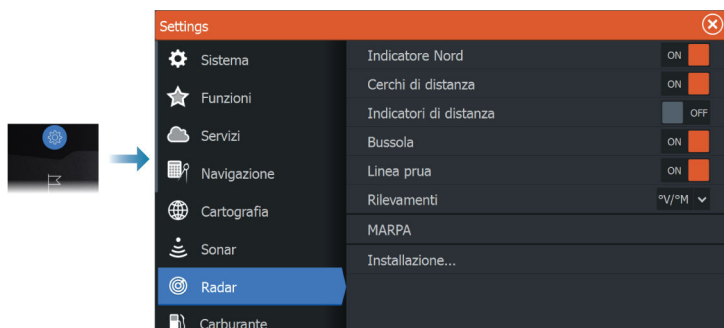 Settings
Sistema
Funzioni
Servizi
Navigazione
Cartografia
Sonar
Radar
Carburante
Indicatore Nord ON
Cerchi di distanza ON
Indicatori di distanza OFF
Bussola ON
Linea prua ON
Rilevamenti °V/°M
MARPA
Installazione...